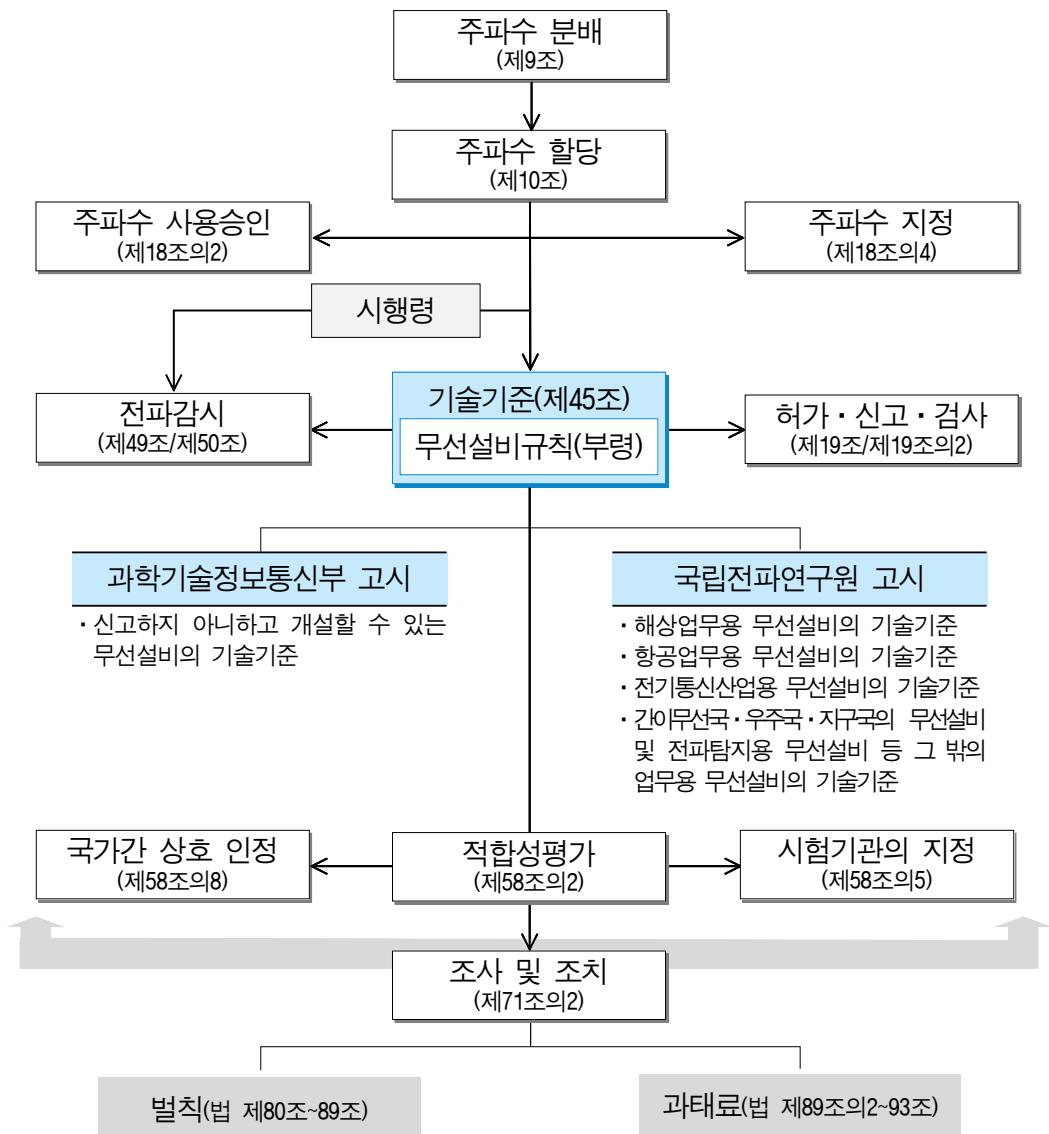 주파수 분배
(제9조)
주파수 할당
(제10조)
주파수 사용승인
(제18조의2)
주파수 지정
(제18조의4)
시행령
기술기준(제45조)
무선설비규칙(부령)
전파감시
(제49조/제50조)
허가・신고・검사
(제19조/제19조의2)
과학기술정보통신부 고시
・신고하지 아니하고 개설할 수 있는
무선설비의 기술기준
국립전파연구원 고시
・해상업무용 무선설비의 기술기준
・항공업무용 무선설비의 기술기준
・전기통신산업용 무선설비의 기술기준
・간이무선국・우주국・지구국의 무선설비
및 전파탐지용 무선설비 등 그 밖의
업무용 무선설비의 기술기준
국가간 상호 인정
(제58조의8)
적합성평가
(제58조의2)
시험기관의 지정
(제58조의5)
조사 및 조치
(제71조의2)
벌칙(법 제80조~89조)
과태료(법 제89조의2~93조)